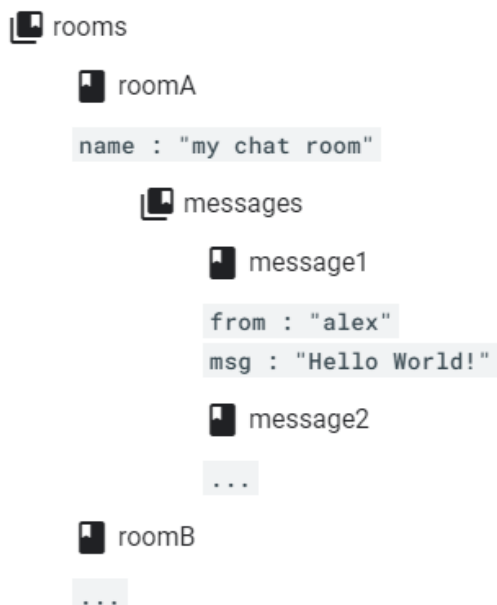 rooms
roomA
name : "my chat room"
messages
message1
from : "alex"
msg : "Hello World!"
message2
...
roomB
...